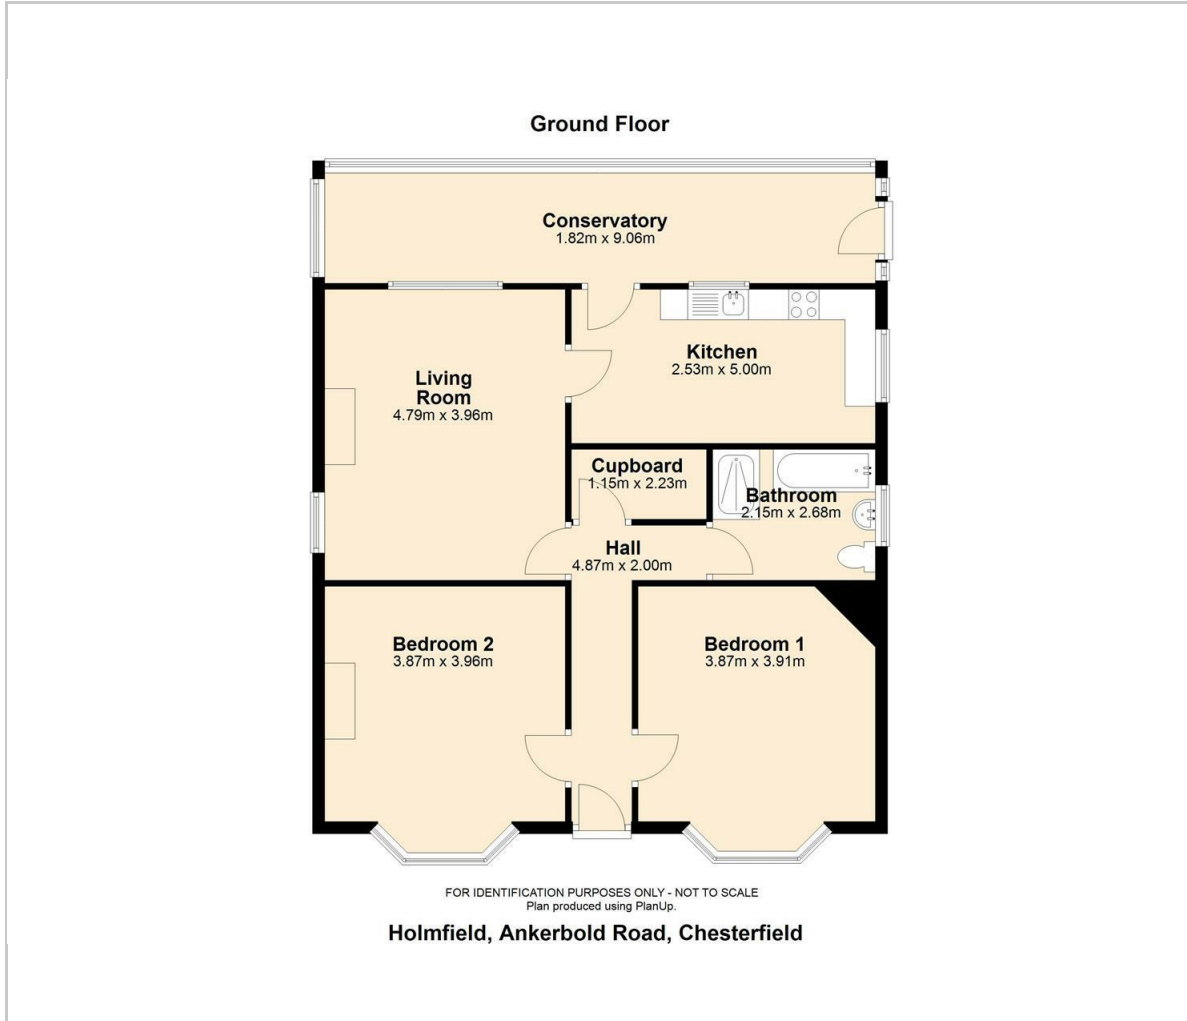 Ground Floor
Conservatory
1.82m x 9.06m
Kitchen
2.53m x 5.00m
Living
Room
4.79m x 3.96m
Cupboard
1.15m x 2.23m
Bathroom
2.15m x 2.68m
Hall
4.87m x 2.00m
Bedroom 2
3.87m x 3.96m
Bedroom 1
3.87m x 3.91m
FOR IDENTIFICATION PURPOSES ONLY - NOT TO SCALE
Plan produced using PlanUp.
Holmfield, Ankerbold Road, Chesterfield